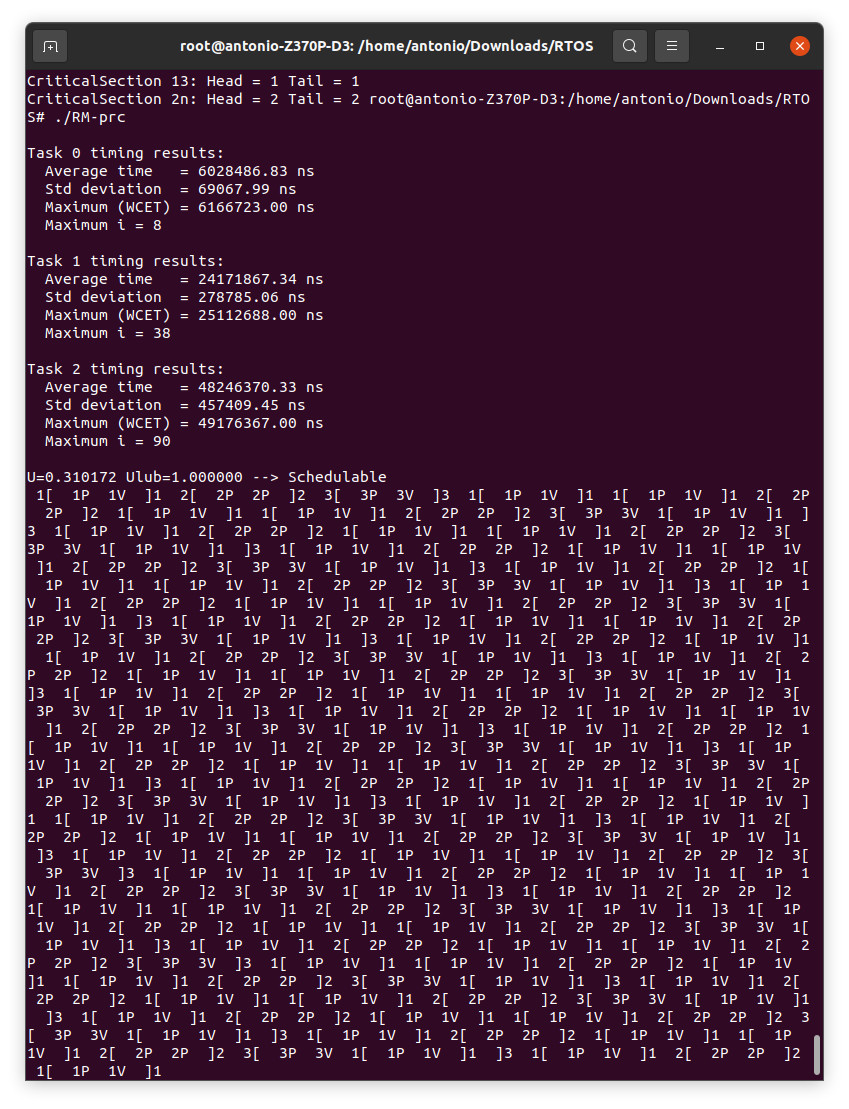 root@antonio-Z370P-D3: /home/antonio/Downloads/RTOS
CriticalSection 13: Head = 1 Tail = 1
CriticalSection 2n: Head = 2 Tail = 2 root@antonio-Z370P-D3:/home/antonio/Downloads/RTO
S# ./RM-prc
Task 0 timing results:
  Average time   = 6028486.83 ns
  Std deviation  = 69067.99 ns
  Maximum (WCET) = 6166723.00 ns
  Maximum i = 8
Task 1 timing results:
  Average time   = 24171867.34 ns
  Std deviation  = 278785.06 ns
  Maximum (WCET) = 25112688.00 ns
  Maximum i = 38
Task 2 timing results:
  Average time   = 48246370.33 ns
  Std deviation  = 457409.45 ns
  Maximum (WCET) = 49176367.00 ns
  Maximum i = 90
U=0.310172 Ulub=1.000000 --> Schedulable
 1[  1P  1V  ]1  2[  2P  2P  ]2  3[  3P  3V  ]3  1[  1P  1V  ]1  1[  1P  1V  ]1  2[  2P
  2P  ]2  1[  1P  1V  ]1  1[  1P  1V  ]1  2[  2P  2P  ]2  3[  3P  3V  1[  1P  1V  ]1  ]
3  1[  1P  1V  ]1  2[  2P  2P  ]2  1[  1P  1V  ]1  1[  1P  1V  ]1  2[  2P  2P  ]2  3[
3P  3V  1[  1P  1V  ]1  ]3  1[  1P  1V  ]1  2[  2P  2P  ]2  1[  1P  1V  ]1  1[  1P  1V
 ]1  2[  2P  2P  ]2  3[  3P  3V  1[  1P  1V  ]1  ]3  1[  1P  1V  ]1  2[  2P  2P  ]2  1[
  1P  1V  ]1  1[  1P  1V  ]1  2[  2P  2P  ]2  3[  3P  3V  1[  1P  1V  ]1  ]3  1[  1P  1
V  ]1  2[  2P  2P  ]2  1[  1P  1V  ]1  1[  1P  1V  ]1  2[  2P  2P  ]2  3[  3P  3V  1[
1P  1V  ]1  ]3  1[  1P  1V  ]1  2[  2P  2P  ]2  1[  1P  1V  ]1  1[  1P  1V  ]1  2[  2P
 2P  ]2  3[  3P  3V  1[  1P  1V  ]1  ]3  1[  1P  1V  ]1  2[  2P  2P  ]2  1[  1P  1V  ]1
  1[  1P  1V  ]1  2[  2P  2P  ]2  3[  3P  3V  1[  1P  1V  ]1  ]3  1[  1P  1V  ]1  2[  2
P  2P  ]2  1[  1P  1V  ]1  1[  1P  1V  ]1  2[  2P  2P  ]2  3[  3P  3V  1[  1P  1V  ]1
]3  1[  1P  1V  ]1  2[  2P  2P  ]2  1[  1P  1V  ]1  1[  1P  1V  ]1  2[  2P  2P  ]2  3[
 3P  3V  1[  1P  1V  ]1  ]3  1[  1P  1V  ]1  2[  2P  2P  ]2  1[  1P  1V  ]1  1[  1P  1V
  ]1  2[  2P  2P  ]2  3[  3P  3V  1[  1P  1V  ]1  ]3  1[  1P  1V  ]1  2[  2P  2P  ]2  1
[  1P  1V  ]1  1[  1P  1V  ]1  2[  2P  2P  ]2  3[  3P  3V  1[  1P  1V  ]1  ]3  1[  1P
1V  ]1  2[  2P  2P  ]2  1[  1P  1V  ]1  1[  1P  1V  ]1  2[  2P  2P  ]2  3[  3P  3V  1[
 1P  1V  ]1  ]3  1[  1P  1V  ]1  2[  2P  2P  ]2  1[  1P  1V  ]1  1[  1P  1V  ]1  2[  2P
  2P  ]2  3[  3P  3V  1[  1P  1V  ]1  ]3  1[  1P  1V  ]1  2[  2P  2P  ]2  1[  1P  1V  ]
1  1[  1P  1V  ]1  2[  2P  2P  ]2  3[  3P  3V  1[  1P  1V  ]1  ]3  1[  1P  1V  ]1  2[
2P  2P  ]2  1[  1P  1V  ]1  1[  1P  1V  ]1  2[  2P  2P  ]2  3[  3P  3V  1[  1P  1V  ]1
 ]3  1[  1P  1V  ]1  2[  2P  2P  ]2  1[  1P  1V  ]1  1[  1P  1V  ]1  2[  2P  2P  ]2  3[
  3P  3V  ]3  1[  1P  1V  ]1  1[  1P  1V  ]1  2[  2P  2P  ]2  1[  1P  1V  ]1  1[  1P  1
V  ]1  2[  2P  2P  ]2  3[  3P  3V  1[  1P  1V  ]1  ]3  1[  1P  1V  ]1  2[  2P  2P  ]2
1[  1P  1V  ]1  1[  1P  1V  ]1  2[  2P  2P  ]2  3[  3P  3V  1[  1P  1V  ]1  ]3  1[  1P
 1V  ]1  2[  2P  2P  ]2  1[  1P  1V  ]1  1[  1P  1V  ]1  2[  2P  2P  ]2  3[  3P  3V  1[
  1P  1V  ]1  ]3  1[  1P  1V  ]1  2[  2P  2P  ]2  1[  1P  1V  ]1  1[  1P  1V  ]1  2[  2
P  2P  ]2  3[  3P  3V  ]3  1[  1P  1V  ]1  1[  1P  1V  ]1  2[  2P  2P  ]2  1[  1P  1V
]1  1[  1P  1V  ]1  2[  2P  2P  ]2  3[  3P  3V  1[  1P  1V  ]1  ]3  1[  1P  1V  ]1  2[
 2P  2P  ]2  1[  1P  1V  ]1  1[  1P  1V  ]1  2[  2P  2P  ]2  3[  3P  3V  1[  1P  1V  ]1
  ]3  1[  1P  1V  ]1  2[  2P  2P  ]2  1[  1P  1V  ]1  1[  1P  1V  ]1  2[  2P  2P  ]2  3
[  3P  3V  1[  1P  1V  ]1  ]3  1[  1P  1V  ]1  2[  2P  2P  ]2  1[  1P  1V  ]1  1[  1P
1V  ]1  2[  2P  2P  ]2  3[  3P  3V  1[  1P  1V  ]1  ]3  1[  1P  1V  ]1  2[  2P  2P  ]2
 1[  1P  1V  ]1